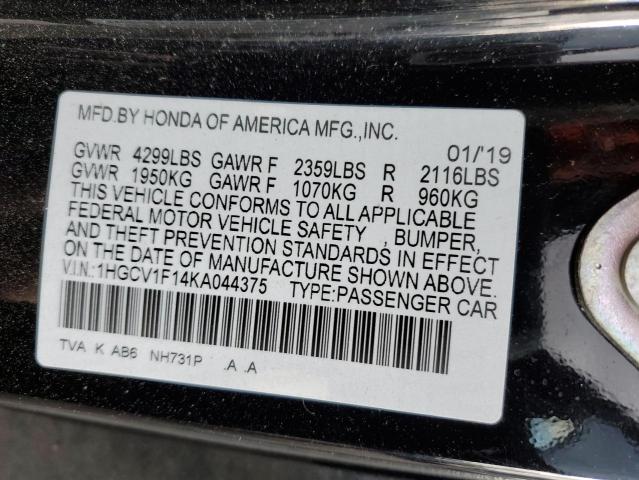 MFD.BY HONDA OF AMERICA MFG.,INC.
01/'19
GVWR 4299LBS GAWR F 2359LBS R 2116LBS
GVWR 1950KG GAWR F 1070KG R 960KG
THIS VEHICLE CONFORMS TO ALL APPLICABLE
FEDERAL MOTOR VEHICLE SAFETY , BUMPER,
AND THEFT PREVENTION STANDARDS IN EFFECT
ON THE DATE OF MANUFACTURE SHOWN ABOVE.
V.I.N.:1HGCV1F14KA044375 TYPE:PASSENGER CAR
TVA K AB6 NH731P .A .A